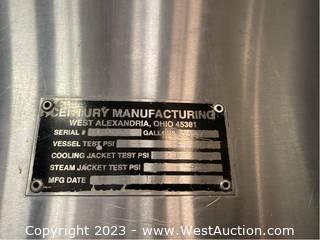 CENTURY MANUFACTURING
WEST ALEXANDRIA, OHIO 45381
SERIAL # GALLONS
VESSEL TEST PSI
COOLING JACKET TEST PSI
STEAM JACKET TEST PSI
MFG DATE
Copyright 2023 - WestAuction.com